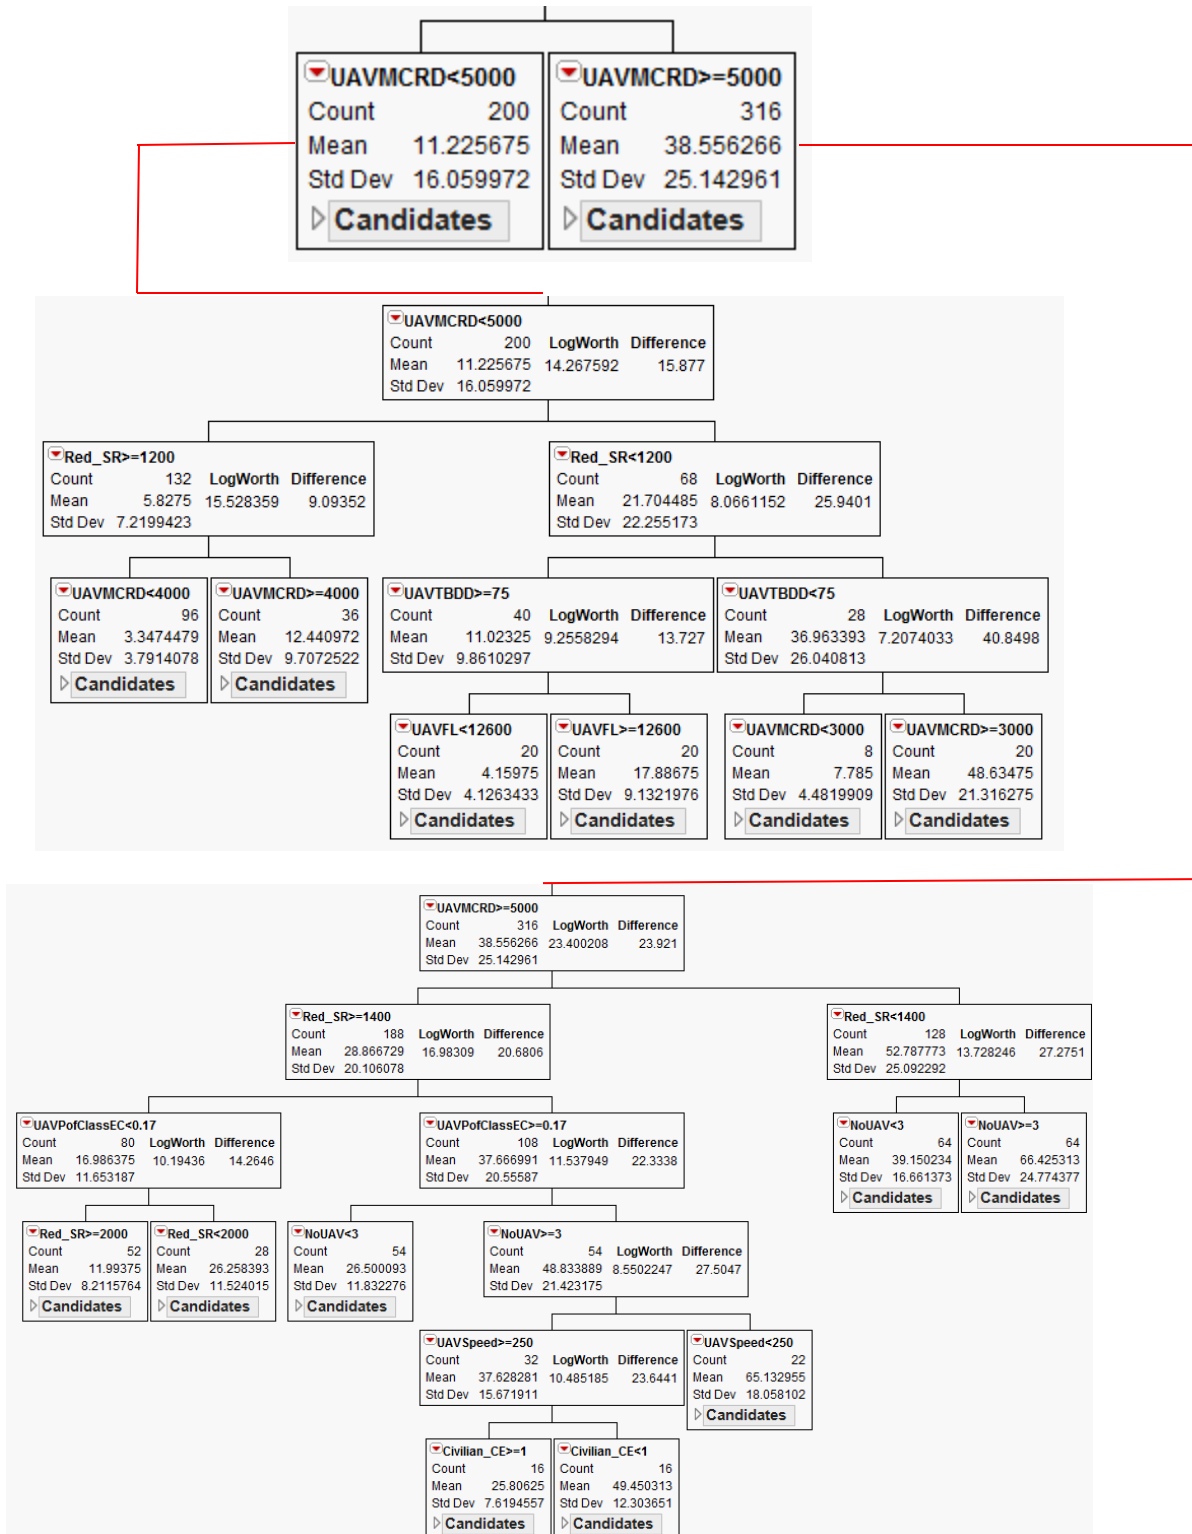 UAVMCRD<5000
Count 200
Mean 11.225675
Std Dev 16.059972
Candidates
UAVMCRD>=5000
Count 316
Mean 38.556266
Std Dev 25.142961
Candidates
UAVMCRD<5000
Count 200 LogWorth Difference
Mean 11.225675 14.267592 15.877
Std Dev 16.059972
Red_SR>=1200
Count 132 LogWorth Difference
Mean 5.8275 15.528359 9.09352
Std Dev 7.2199423
Red_SR<1200
Count 68 LogWorth Difference
Mean 21.704485 8.0661152 25.9401
Std Dev 22.255173
UAVMCRD<4000
Count 96
Mean 3.3474479
Std Dev 3.7914078
Candidates
UAVMCRD>=4000
Count 36
Mean 12.440972
Std Dev 9.7072522
Candidates
UAVTBDD>=75
Count 40 LogWorth Difference
Mean 11.02325 9.2558294 13.727
Std Dev 9.8610297
UAVTBDD<75
Count 28 LogWorth Difference
Mean 36.963393 7.2074033 40.8498
Std Dev 26.040813
UAVFL<12600
Count 20
Mean 4.15975
Std Dev 4.1263433
Candidates
UAVFL>=12600
Count 20
Mean 17.88675
Std Dev 9.1321976
Candidates
UAVMCRD<3000
Count 8
Mean 7.785
Std Dev 4.4819909
Candidates
UAVMCRD>=3000
Count 20
Mean 48.63475
Std Dev 21.316275
Candidates
UAVMCRD>=5000
Count 316 LogWorth Difference
Mean 38.556266 23.400208 23.921
Std Dev 25.142961
Red_SR>=1400
Count 188 LogWorth Difference
Mean 28.866729 16.98309 20.6806
Std Dev 20.106078
Red_SR<1400
Count 128 LogWorth Difference
Mean 52.787773 13.728246 27.2751
Std Dev 25.092292
UAVPofClassEC<0.17
Count 80 LogWorth Difference
Mean 16.986375 10.19436 14.2646
Std Dev 11.653187
UAVPofClassEC>=0.17
Count 108 LogWorth Difference
Mean 37.666991 11.537949 22.3338
Std Dev 20.55587
NoUAV<3
Count 64
Mean 39.150234
Std Dev 16.661373
Candidates
NoUAV>=3
Count 64
Mean 66.425313
Std Dev 24.774377
Candidates
Red_SR>=2000
Count 52
Mean 11.99375
Std Dev 8.2115764
Candidates
Red_SR<2000
Count 28
Mean 26.258393
Std Dev 11.524015
Candidates
NoUAV<3
Count 54
Mean 26.500093
Std Dev 11.832276
Candidates
NoUAV>=3
Count 54 LogWorth Difference
Mean 48.833889 8.5502247 27.5047
Std Dev 21.423175
UAVSpeed>=250
Count 32 LogWorth Difference
Mean 37.628281 10.485185 23.6441
Std Dev 15.671911
UAVSpeed<250
Count 22
Mean 65.132955
Std Dev 18.058102
Candidates
Civilian_CE>=1
Count 16
Mean 25.80625
Std Dev 7.6194557
Candidates
Civilian_CE<1
Count 16
Mean 49.450313
Std Dev 12.303651
Candidates